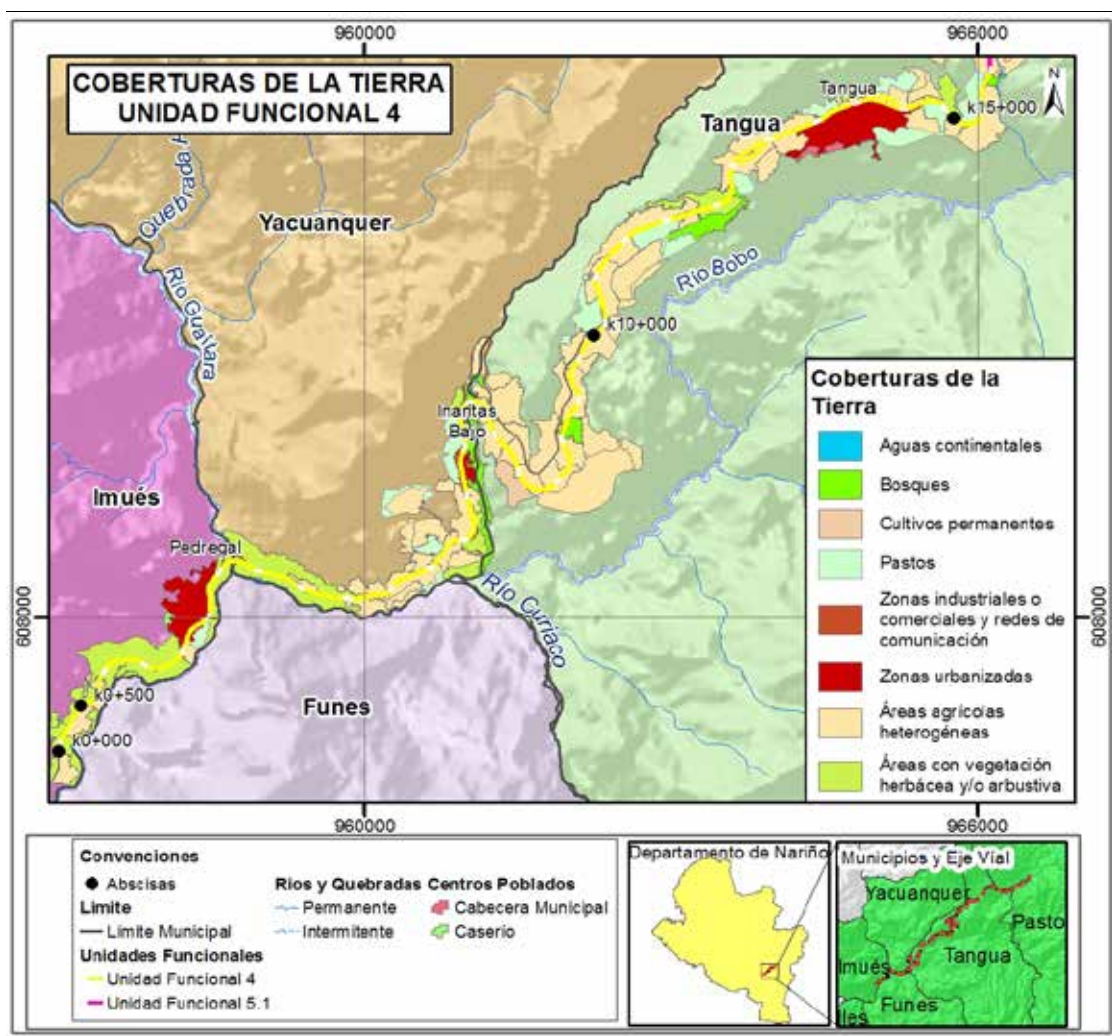 960000
966000
COBERTURAS DE LA TIERRA
UNIDAD FUNCIONAL 4
N
Tangua
k15+000
Tangua
Quebrada
Yacuanquer
Río Guáitara
Río Bobo
k10+000
Inantas
Bajo
Imués
Pedregal
608000
608000
Río Curiaco
k0+500
Funes
k0+000
Coberturas de la
Tierra
Aguas continentales
Bosques
Cultivos permanentes
Pastos
Zonas industriales o
comerciales y redes de
comunicación
Zonas urbanizadas
Áreas agrícolas
heterogéneas
Áreas con vegetación
herbácea y/o arbustiva
960000
966000
Convenciones
Abscisas
Limite
Limite Municipal
Unidades Funcionales
Unidad Funcional 4
Unidad Funcional 5.1
Ríos y Quebradas
Permanente
Intermitente
Centros Poblados
Cabecera Municipal
Caserío
Departamento de Nariño
Municipios y Eje Vial
Yacuanquer
Pasto
Tangua
Imués
Funes
lles